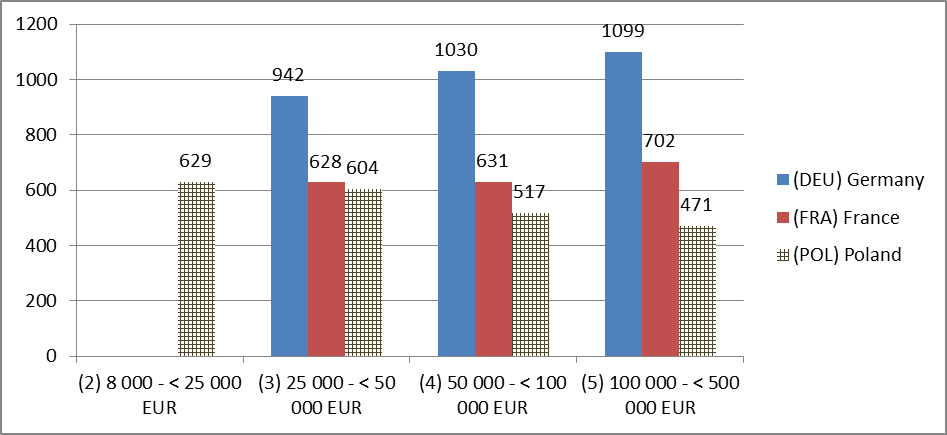 1200
1000
800
600
400
200
0
629
942
628
604
1030
631
517
1099
702
471
(2) 8 000 - < 25 000
EUR
(3) 25 000 - < 50
000 EUR
(4) 50 000 - < 100
000 EUR
(5) 100 000 - < 500
000 EUR
(DEU) Germany
(FRA) France
(POL) Poland